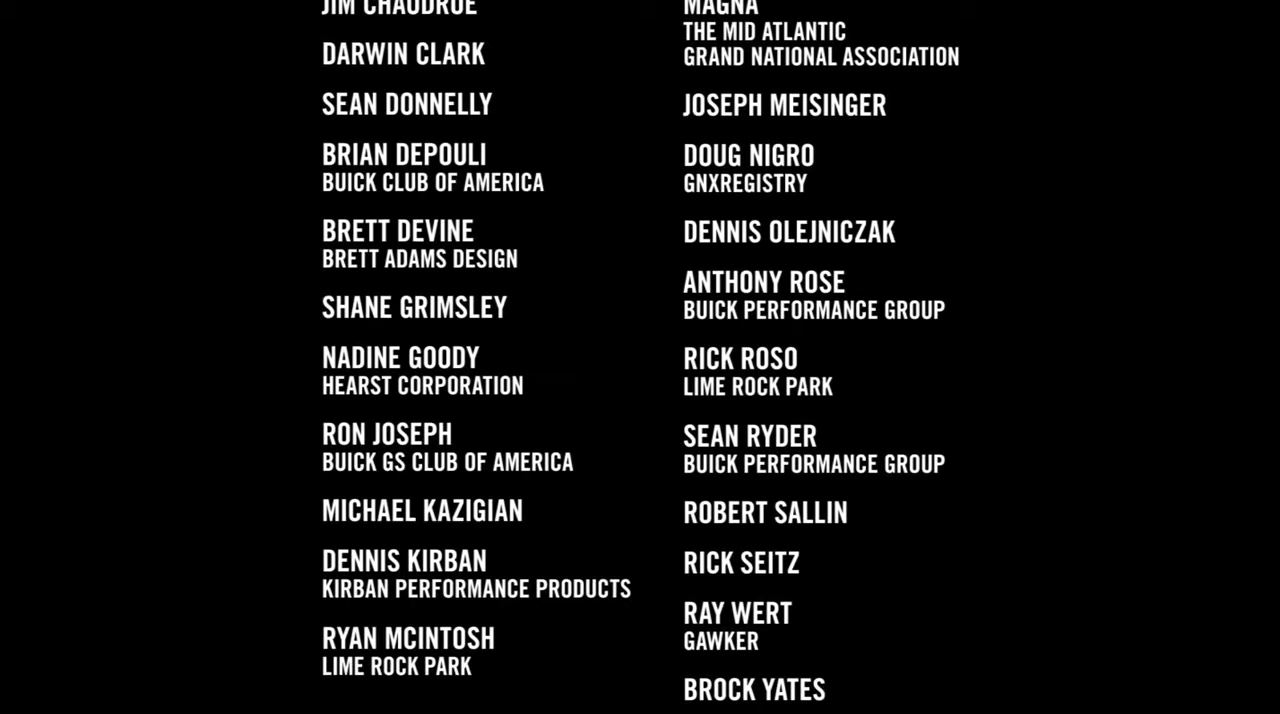 JIM CHAUDRUE
DARWIN CLARK
SEAN DONNELLY
BRIAN DEPOULI
BUICK CLUB OF AMERICA
BRETT DEVINE
BRETT ADAMS DESIGN
SHANE GRIMSLEY
NADINE GOODY
HEARST CORPORATION
RON JOSEPH
BUICK GS CLUB OF AMERICA
MICHAEL KAZIGIAN
DENNIS KIRBAN
KIRBAN PERFORMANCE PRODUCTS
RYAN MCINTOSH
LIME ROCK PARK
MAGNA
THE MID ATLANTIC
GRAND NATIONAL ASSOCIATION
JOSEPH MEISINGER
DOUG NIGRO
GNXREGISTRY
DENNIS OLEJNICZAK
ANTHONY ROSE
BUICK PERFORMANCE GROUP
RICK ROSO
LIME ROCK PARK
SEAN RYDER
BUICK PERFORMANCE GROUP
ROBERT SALLIN
RICK SEITZ
RAY WERT
GAWKER
BROCK YATES